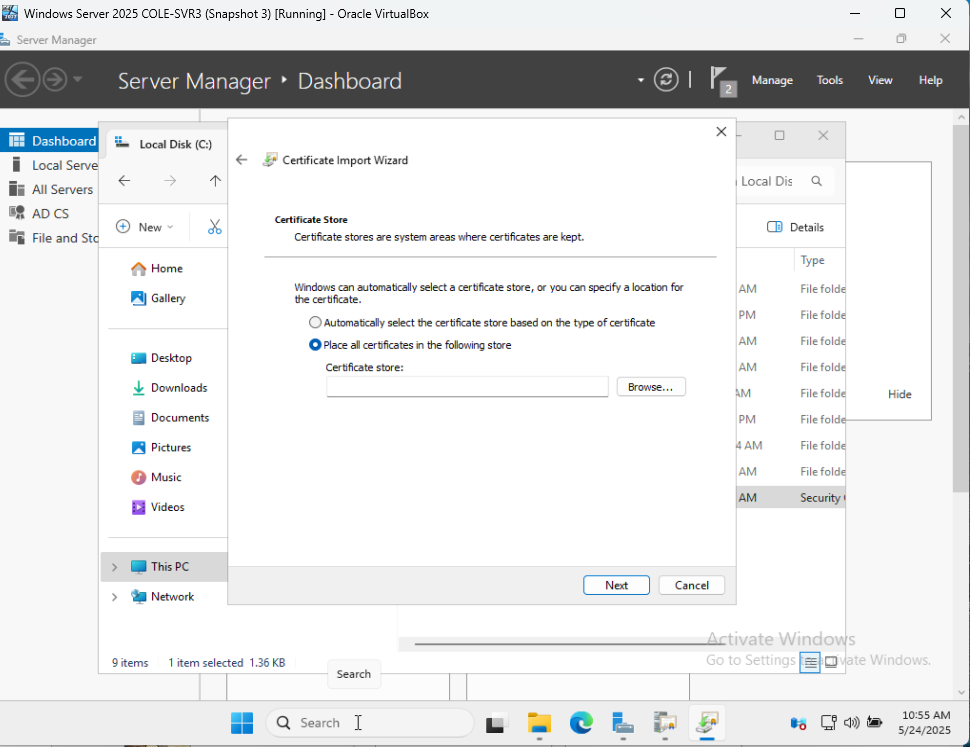 Windows Server 2025 COLE-SVR3 (Snapshot 3) [Running] - Oracle VirtualBox
Server Manager
Server Manager ‣ Dashboard
2
Manage
Tools
View
Help
Dashboard
Local Serve
All Servers
AD CS
File and Sto
Local Disk (C:)
Local Dis
New
Details
Home
Gallery
Desktop
Downloads
Documents
Pictures
Music
Videos
This PC
Network
9 items
1 item selected 1.36 KB
Certificate Import Wizard
Certificate Store
Certificate stores are system areas where certificates are kept.
Windows can automatically select a certificate store, or you can specify a location for
the certificate.
Automatically select the certificate store based on the type of certificate
Place all certificates in the following store
Certificate store:
Browse...
Next
Cancel
Type
AM File folde
PM File folde
AM File folde
AM File folde
AM File folde
PM File folde
4 AM File folde
AM File folde
AM Security
Hide
Activate Windows
Go to Settings to activate Windows.
Search
Search
10:55 AM
5/24/2025